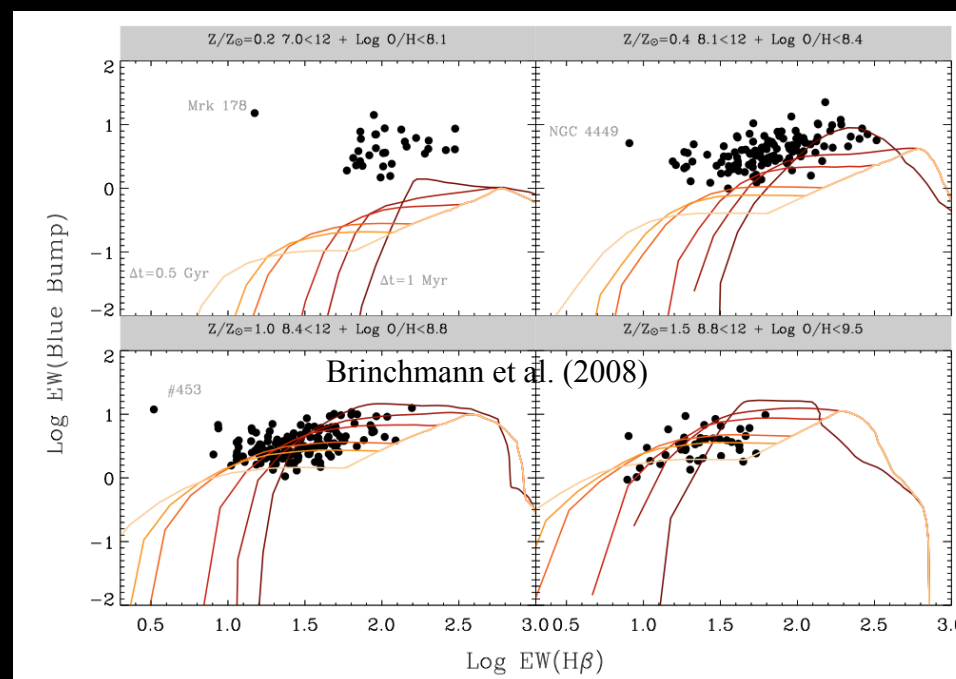 Z/Z⊙=0.2 7.0<12 + Log O/H<8.1
Z/Z⊙=0.4 8.1<12 + Log O/H<8.4
2
1
0
-1
-2
Mrk 178
NGC 4449
Δt=0.5 Gyr
Δt=1 Myr
Z/Z⊙=1.0 8.4<12 + Log O/H<8.8
Z/Z⊙=1.5 8.8<12 + Log O/H<9.5
Brinchmann et al. (2008)
2
1
0
-1
-2
#453
0.5 1.0 1.5 2.0 2.5 3.0 0.5 1.0 1.5 2.0 2.5 3.0
Log EW(Blue Bump)
Log EW(Hβ)